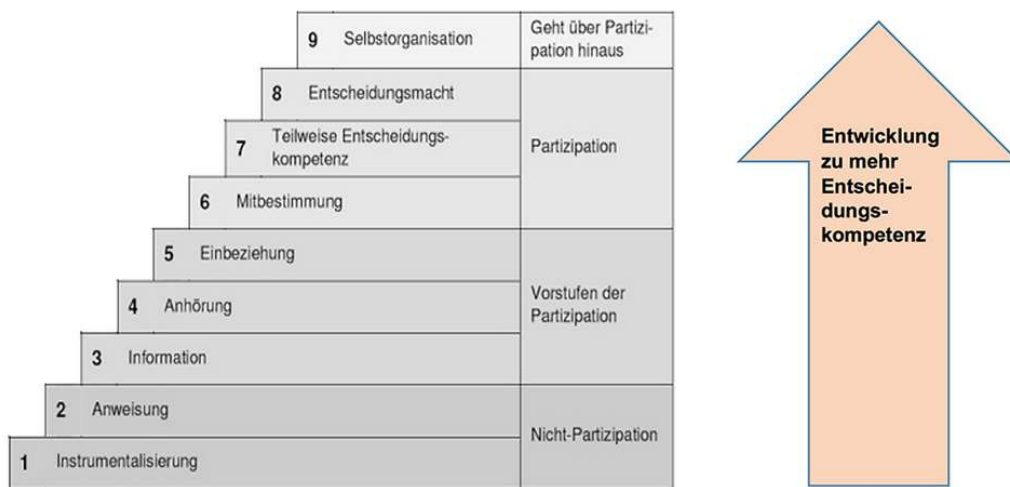 9 Selbstorganisation
Geht über Partizi-
pation hinaus
8 Entscheidungsmacht
7 Teilweise Entscheidungs-
kompetenz
Partizipation
6 Mitbestimmung
5 Einbeziehung
4 Anhörung
Vorstufen der
Partizipation
3 Information
2 Anweisung
Nicht-Partizipation
1 Instrumentalisierung
Entwicklung
zu mehr
Entschei-
dungs-
kompetenz